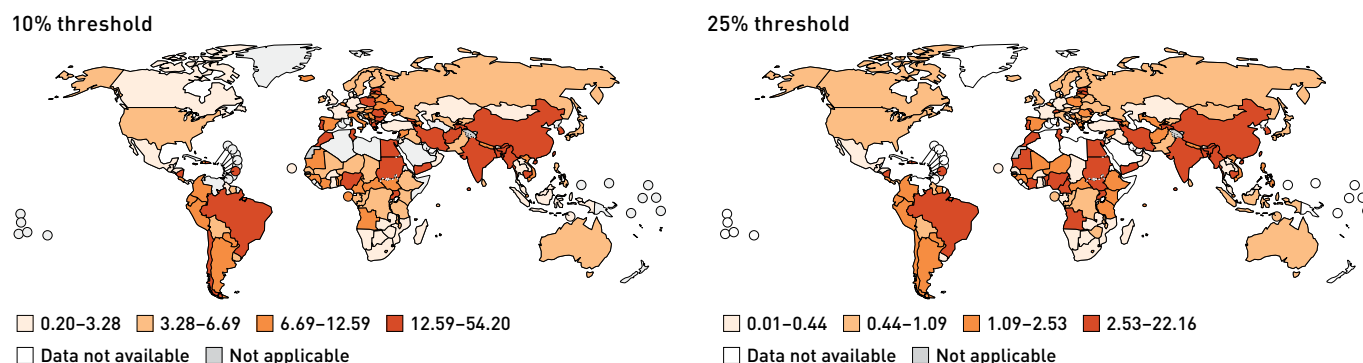 10% threshold
0.20–3.28 3.28–6.69 6.69–12.59 12.59–54.20
Data not available Not applicable
25% threshold
0.01–0.44 0.44–1.09 1.09–2.53 2.53–22.16
Data not available Not applicable